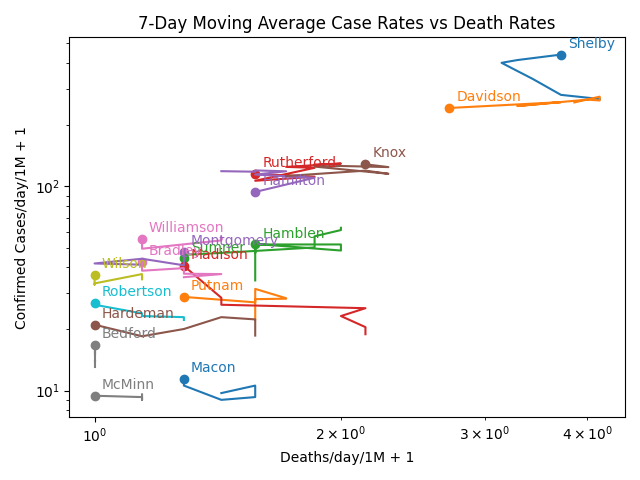 7-Day Moving Average Case Rates vs Death Rates
Shelby
Davidson
Knox
Rutherford
Hamilton
Williamson
Hamblen
Montgomery
Sumner
Bradley
Madison
Wilson
Putnam
Robertson
Hardeman
Bedford
Macon
McMinn
10²
10¹
Confirmed Cases/day/1M + 1
10⁰
2 × 10⁰
3 × 10⁰
4 × 10⁰
Deaths/day/1M + 1